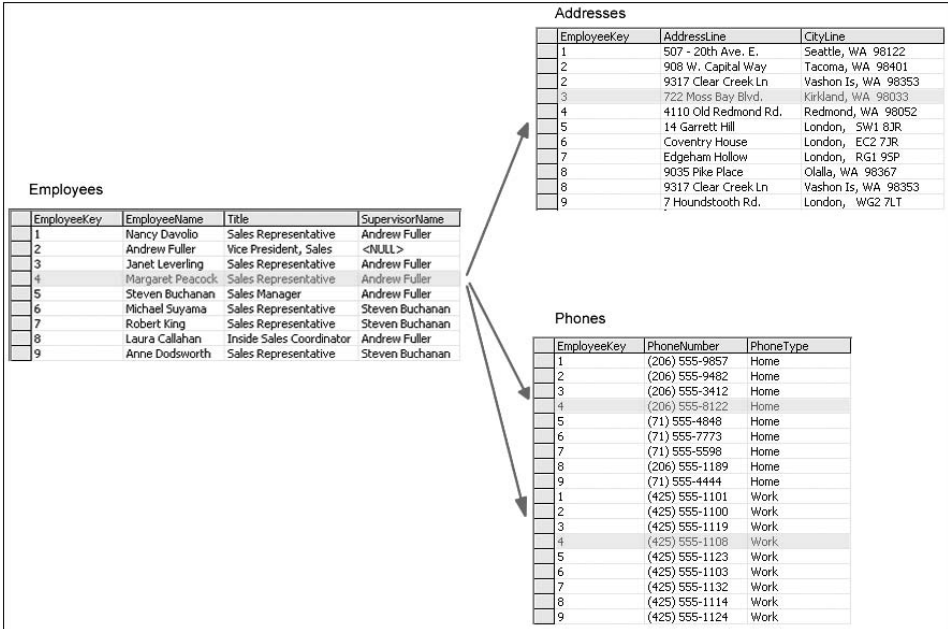 Addresses
EmployeeKey AddressLine CityLine
1 507 - 20th Ave. E. Seattle, WA 98122
2 908 W. Capital Way Tacoma, WA 98401
2 9317 Clear Creek Ln Vashon Is, WA 98353
3 722 Moss Bay Blvd. Kirkland, WA 98033
4 4110 Old Redmond Rd. Redmond, WA 98052
5 14 Garrett Hill London, SW1 8JR
6 Coventry House London, EC2 7JR
7 Edgeham Hollow London, RG1 9SP
8 9035 Pike Place Olalla, WA 98367
8 9317 Clear Creek Ln Vashon Is, WA 98353
9 7 Houndstooth Rd. London, WG2 7LT
Employees
EmployeeKey EmployeeName Title SupervisorName
1 Nancy Davolio Sales Representative Andrew Fuller
2 Andrew Fuller Vice President, Sales <NULL>
3 Janet Leverling Sales Representative Andrew Fuller
4 Margaret Peacock Sales Representative Andrew Fuller
5 Steven Buchanan Sales Manager Andrew Fuller
6 Michael Suyama Sales Representative Steven Buchanan
7 Robert King Sales Representative Steven Buchanan
8 Laura Callahan Inside Sales Coordinator Andrew Fuller
9 Anne Dodsworth Sales Representative Steven Buchanan
Phones
EmployeeKey PhoneNumber PhoneType
1 (206) 555-9857 Home
2 (206) 555-9482 Home
3 (206) 555-3412 Home
4 (206) 555-8122 Home
5 (71) 555-4848 Home
6 (71) 555-7773 Home
7 (71) 555-5598 Home
8 (206) 555-1189 Home
9 (71) 555-4444 Home
1 (425) 555-1101 Work
2 (425) 555-1100 Work
3 (425) 555-1119 Work
4 (425) 555-1108 Work
5 (425) 555-1123 Work
6 (425) 555-1103 Work
7 (425) 555-1132 Work
8 (425) 555-1114 Work
9 (425) 555-1124 Work